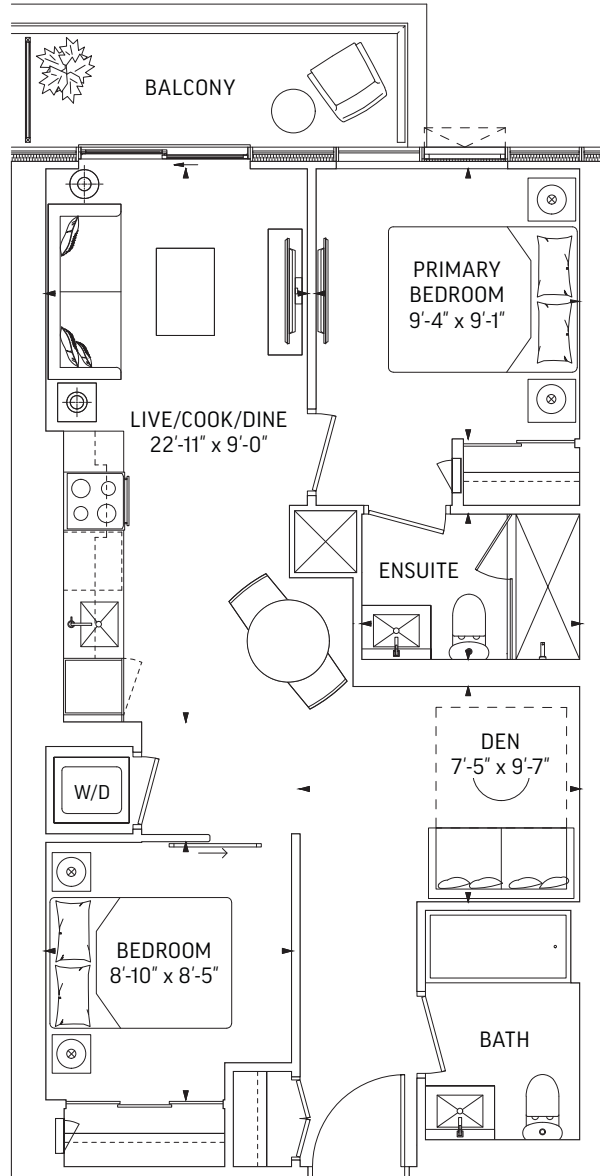 BALCONY
PRIMARY
BEDROOM
9'-4" x 9'-1"
LIVE/COOK/DINE
22'-11" x 9'-0"
ENSUITE
DEN
7'-5" x 9'-7"
W/D
BEDROOM
8'-10" x 8'-5"
BATH